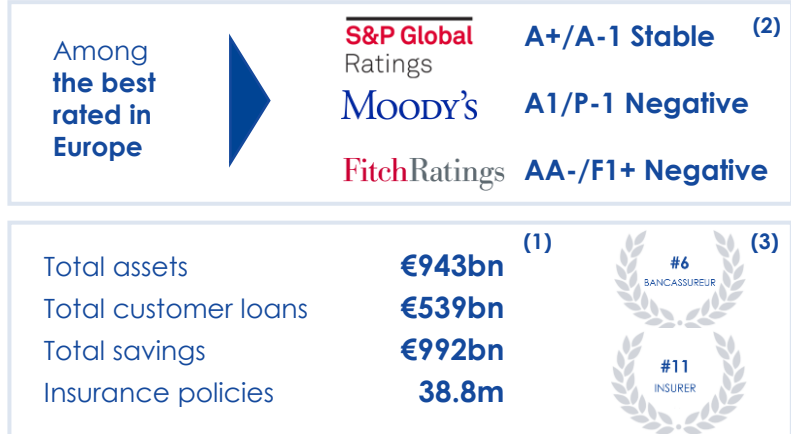 Among
the best
rated in
Europe
S&P Global
Ratings
A+/A-1 Stable
(2)
MOODY'S
A1/P-1 Negative
FitchRatings
AA-/F1+ Negative
Total assets €943bn
(1)
Total customer loans €539bn
Total savings €992bn
Insurance policies 38.8m
(3)
#6
BANCASSUREUR
#11
INSURER